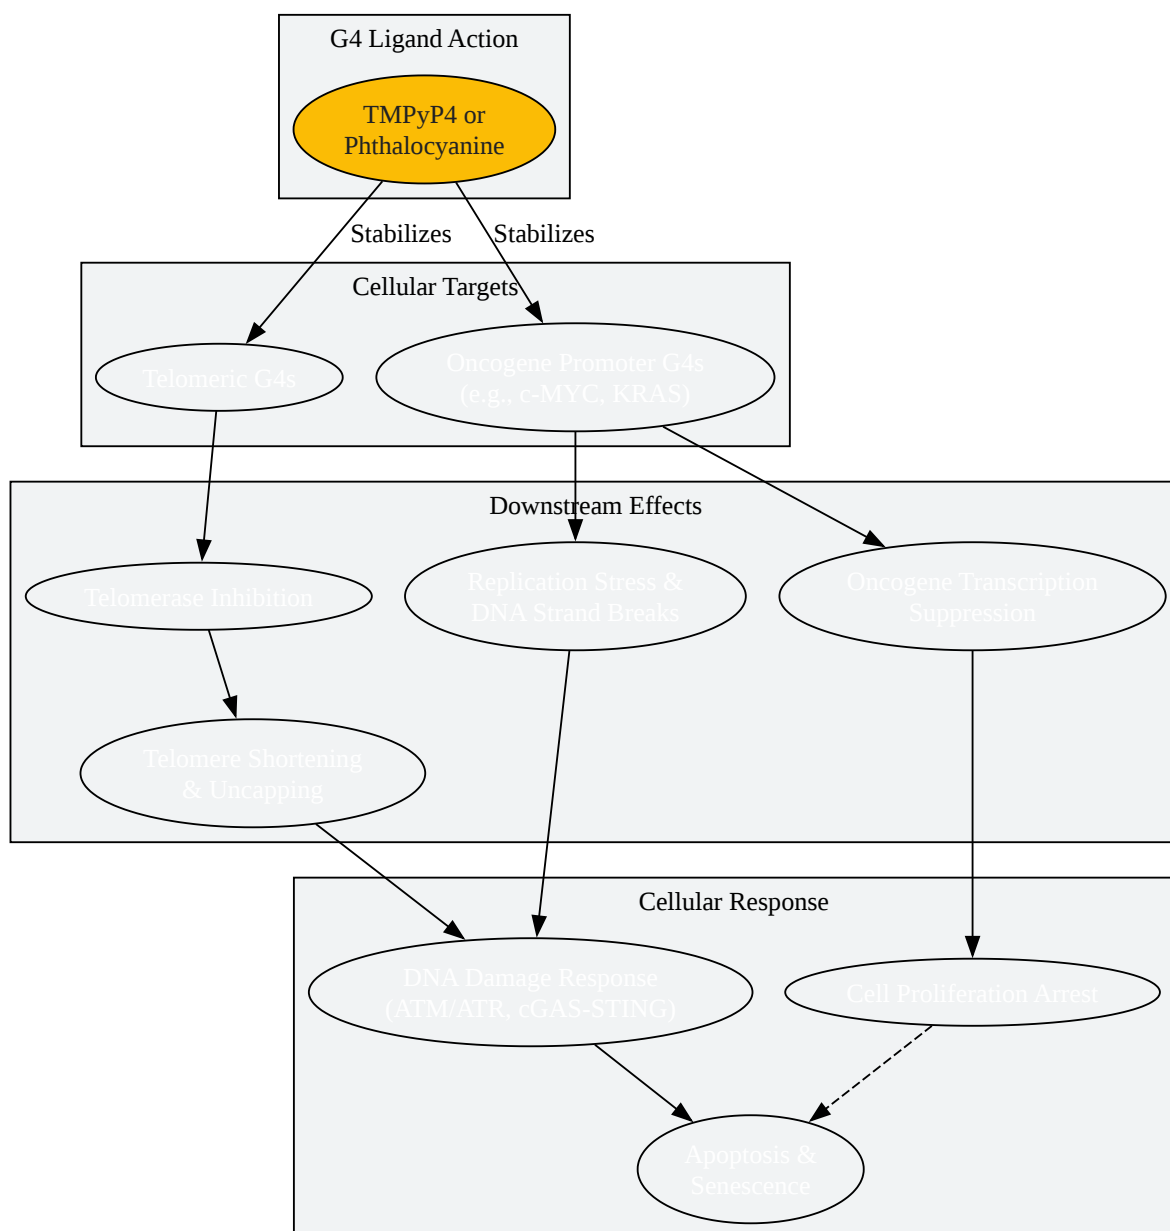 G4 Ligand Action
TMPyP4 or
Phthalocyanine
Stabilizes
Stabilizes
Cellular Targets
Telomeric G4s
Oncogene Promoter G4s
(e.g., c-MYC, KRAS)
Downstream Effects
Telomerase Inhibition
Replication Stress &
DNA Strand Breaks
Oncogene Transcription
Suppression
Telomere Shortening
& Uncapping
Cellular Response
DNA Damage Response
(ATM/ATR, cGAS-STING)
Cell Proliferation Arrest
Apoptosis &
Senescence